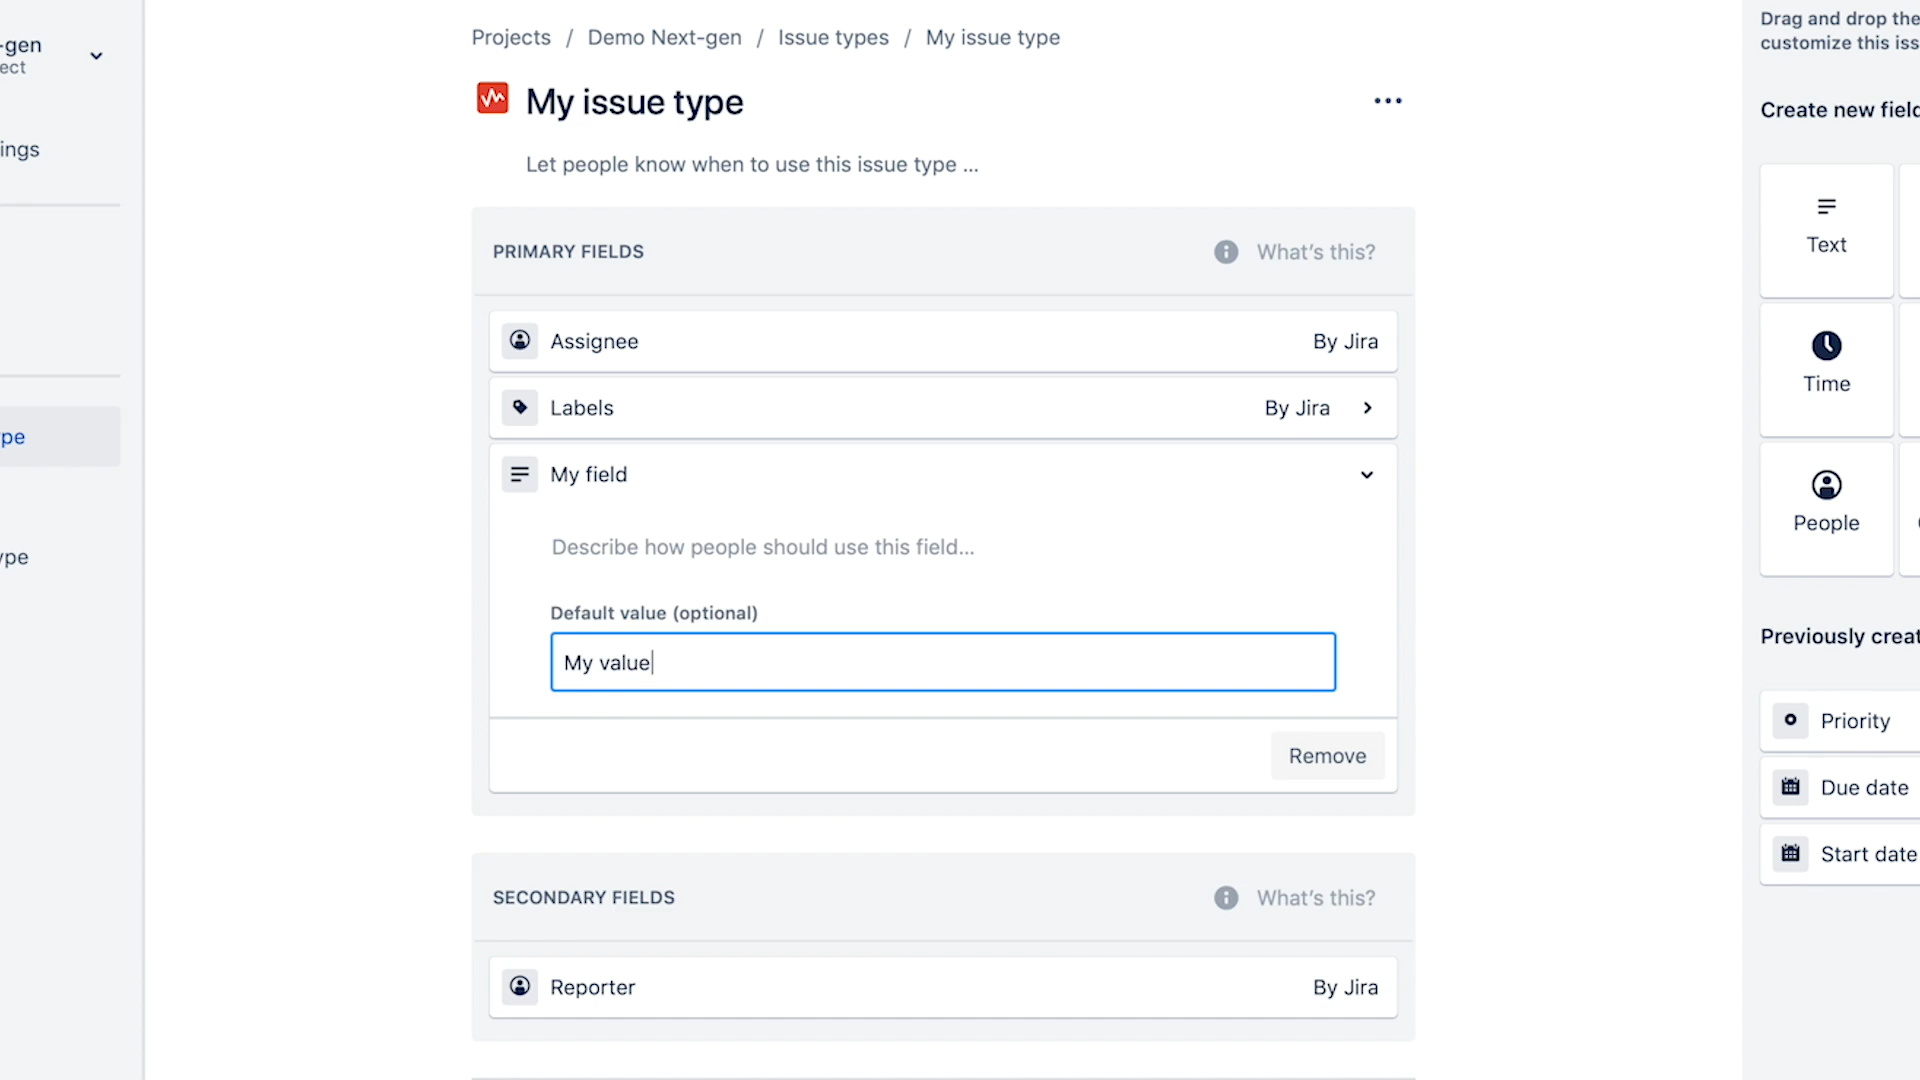 -gen
ect
ings
ype
ype
Projects / Demo Next-gen / Issue types / My issue type
My issue type
Let people know when to use this issue type ...
PRIMARY FIELDS
What's this?
Assignee
By Jira
Labels
By Jira
My field
Describe how people should use this field...
Default value (optional)
My value
Remove
SECONDARY FIELDS
What's this?
Reporter
By Jira
Drag and drop the
customize this iss
Create new field
Text
Time
People
Previously creat
Priority
Due date
Start date